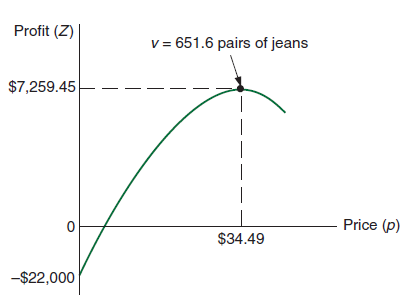 Profit (Z)
v = 651.6 pairs of jeans
$7,259.45
0
Price (p)
$34.49
–$22,000